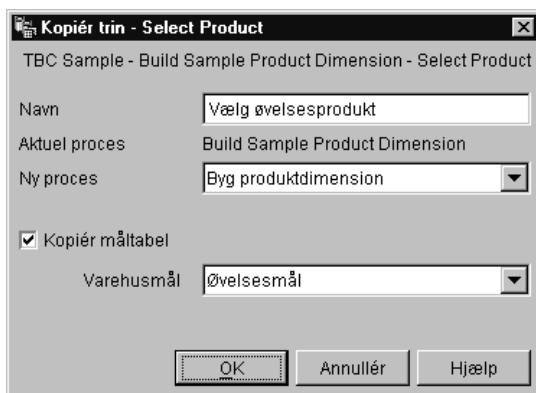 Kopiér trin - Select Product
TBC Sample - Build Sample Product Dimension - Select Product
Navn Vælg øvelsesprodukt
Aktuel proces Build Sample Product Dimension
Ny proces Byg produktdimension
Kopiér måltabel
Varehusmål Øvelsesmål
OK Annullér Hjælp